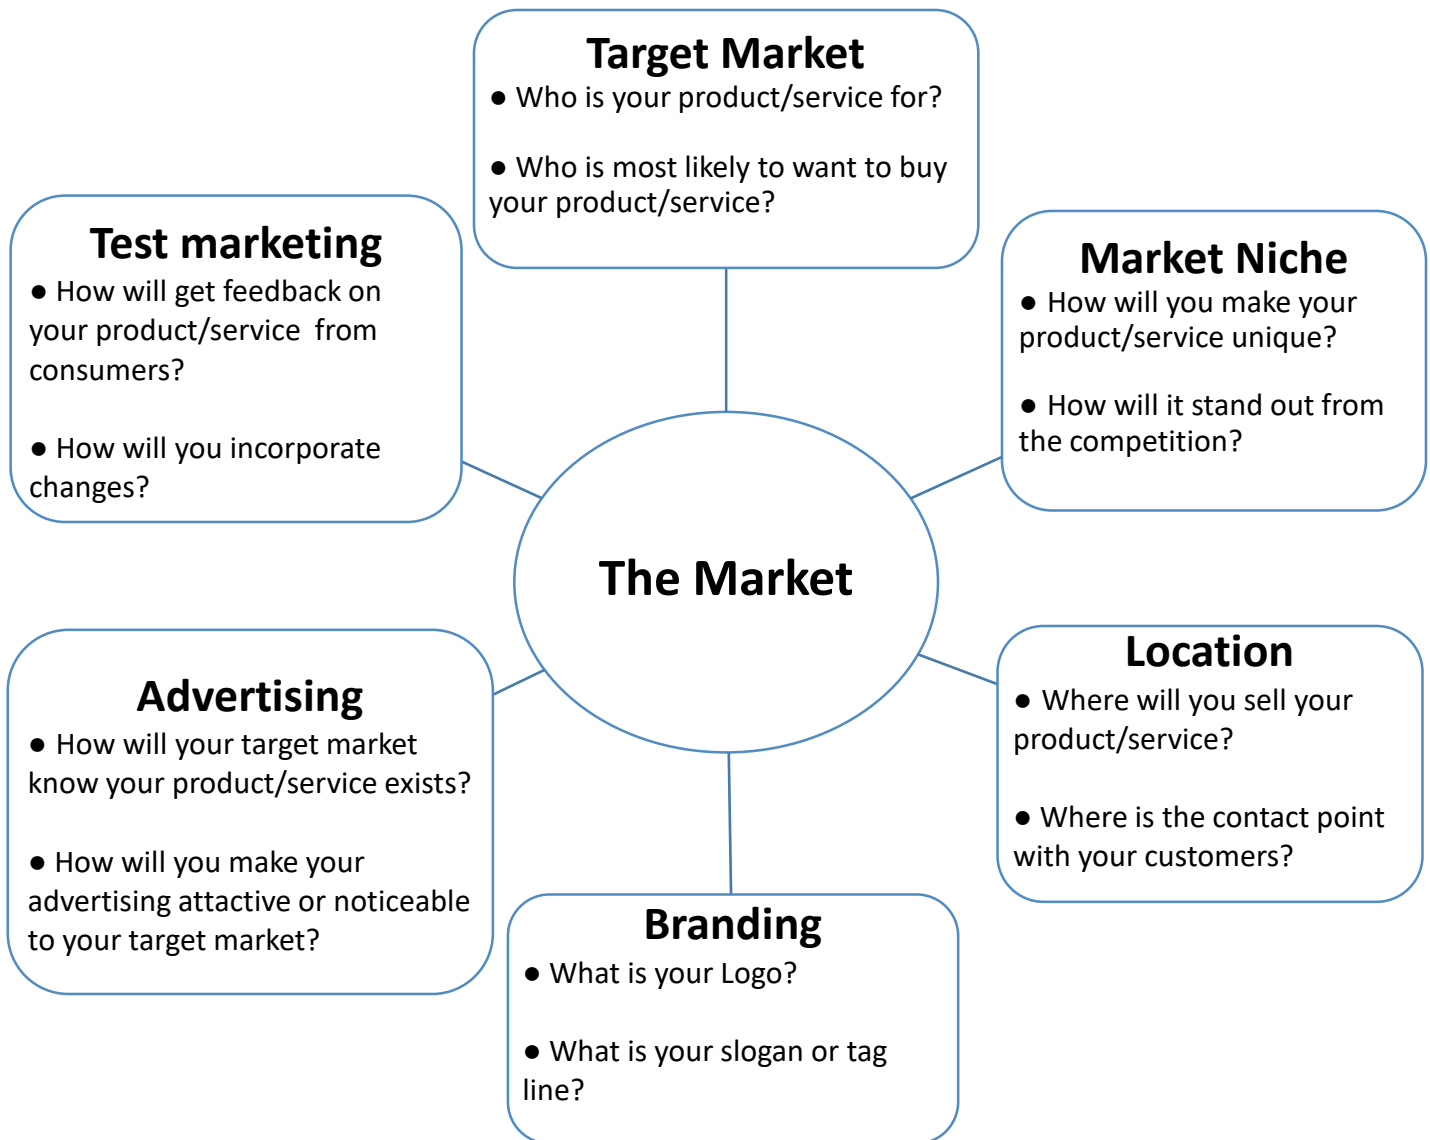 Target Market
● Who is your product/service for?
● Who is most likely to want to buy
your product/service?
Test marketing
● How will get feedback on
your product/service  from
consumers?
● How will you incorporate
changes?
Market Niche
● How will you make your
product/service unique?
● How will it stand out from
the competition?
The Market
Advertising
● How will your target market
know your product/service exists?
● How will you make your
advertising attactive or noticeable
to your target market?
Location
● Where will you sell your
product/service?
● Where is the contact point
with your customers?
Branding
● What is your Logo?
● What is your slogan or tag
line?